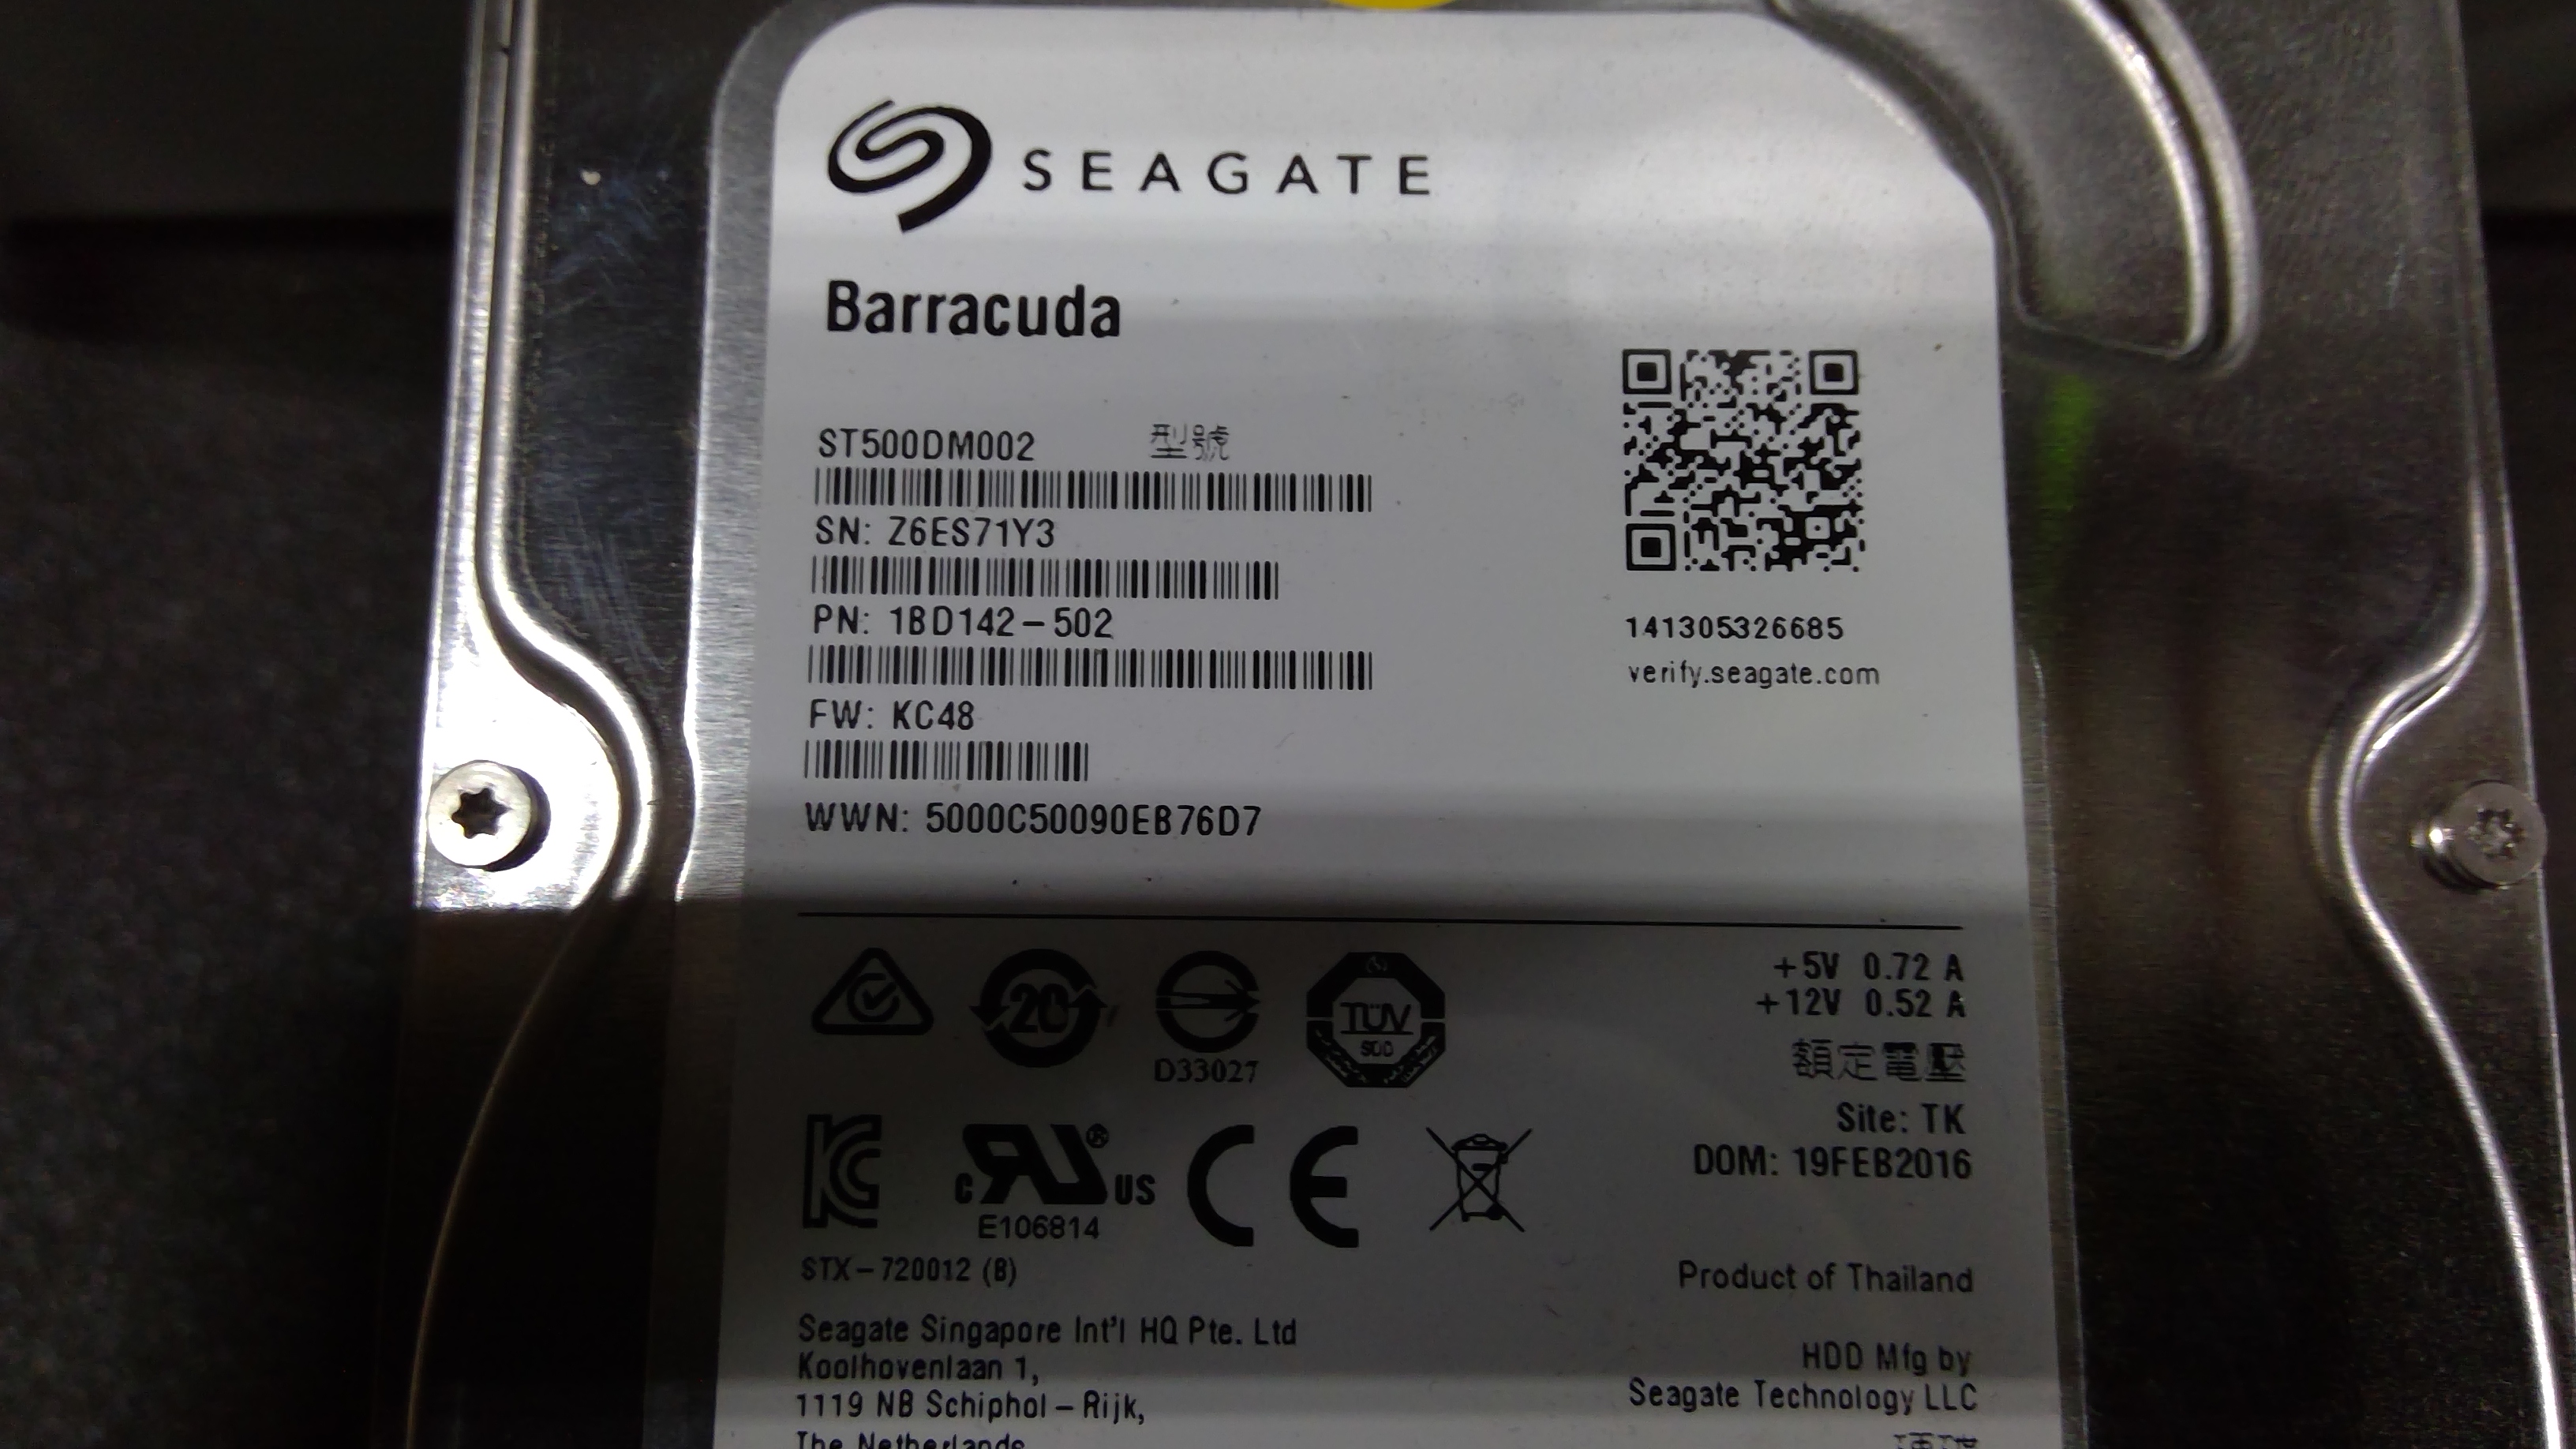 SEAGATE
Barracuda
ST500DM002 型號
SN: Z6ES71Y3
PN: 1BD142-502
FW: KC48
WWN: 5000C50090EB76D7
141305326685
verify.seagate.com
+5V 0.72 A
+12V 0.52 A
額定電壓
Site: TK
DOM: 19FEB2016
20
D33027
TÜV
SÜD
c US ®
E106814
CE
STX-720012 (B)
Product of Thailand
Seagate Singapore Int'l HQ Pte. Ltd
Koolhovenlaan 1,
1119 NB Schiphol-Rijk,
The Netherlands
HDD Mfg by
Seagate Technology LLC